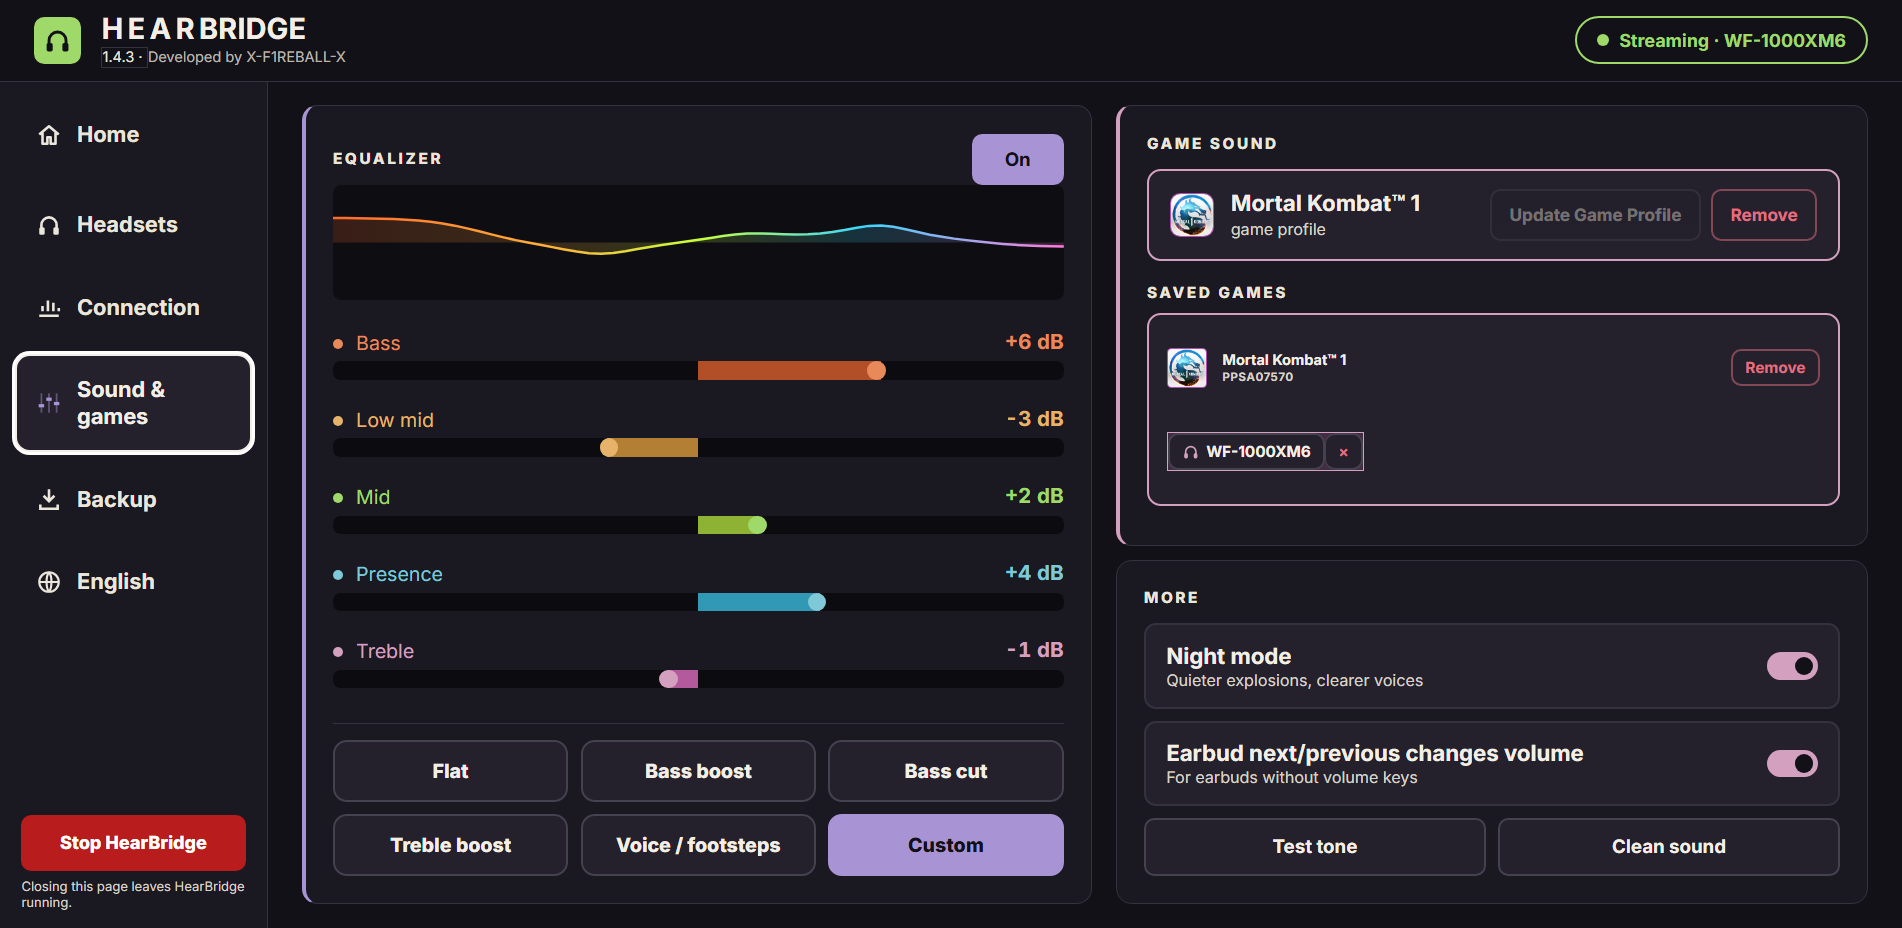 HEARBRIDGE
1.4.3 · Developed by X-F1REBALL-X
Streaming · WF-1000XM6
Home
Headsets
Connection
Sound &
games
Backup
English
Stop HearBridge
Closing this page leaves HearBridge
running.
EQUALIZER
On
Bass +6 dB
Low mid -3 dB
Mid +2 dB
Presence +4 dB
Treble -1 dB
Flat
Bass boost
Bass cut
Treble boost
Voice / footsteps
Custom
GAME SOUND
Mortal Kombat™ 1
game profile
Update Game Profile
Remove
SAVED GAMES
Mortal Kombat™ 1
PPSA07570
Remove
WF-1000XM6 ×
MORE
Night mode
Quieter explosions, clearer voices
Earbud next/previous changes volume
For earbuds without volume keys
Test tone
Clean sound